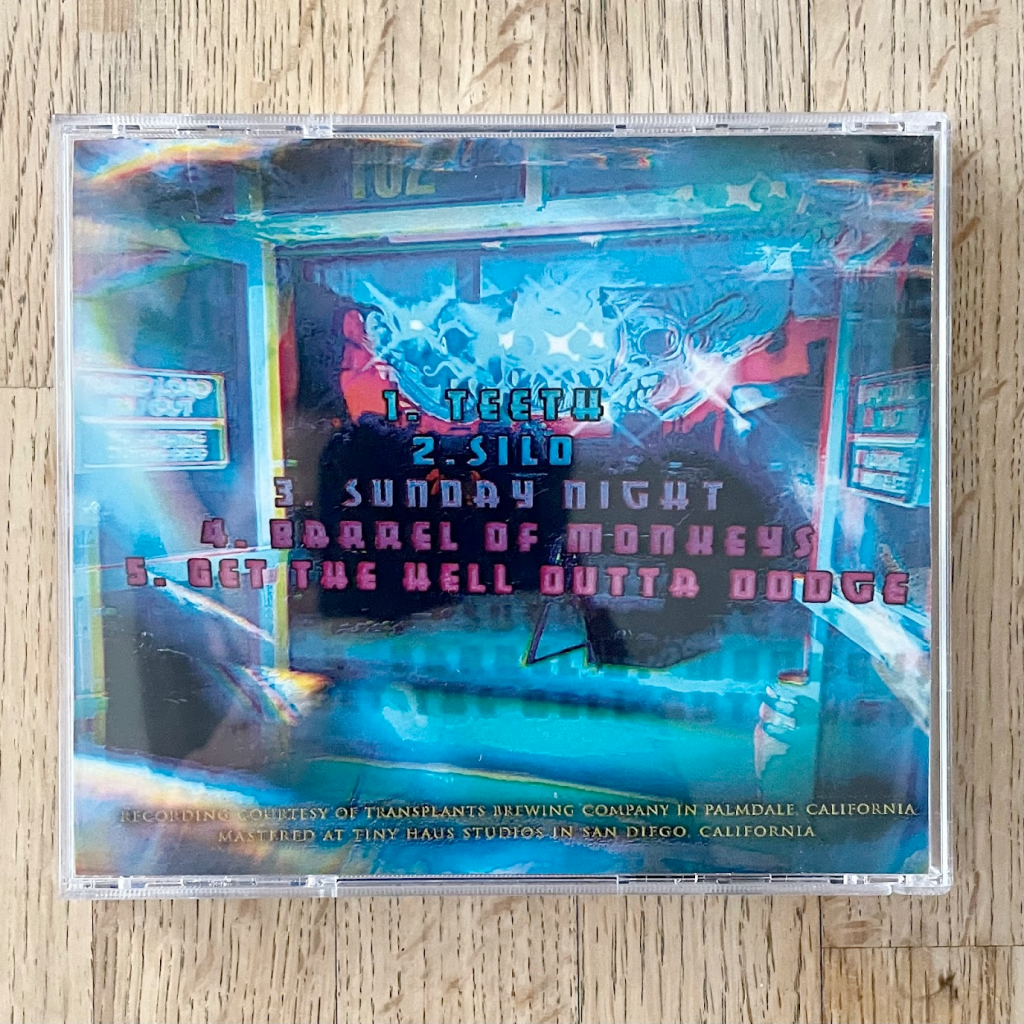 102
1. TEETH
2. SILO
3. SUNDAY NIGHT
4. BARREL OF MONKEYS
5. GET THE HELL OUTTA DODGE
RECORDING COURTESY OF TRANSPLANTS BREWING COMPANY IN PALMDALE, CALIFORNIA
MASTERED AT TINY HAUS STUDIOS IN SAN DIEGO, CALIFORNIA